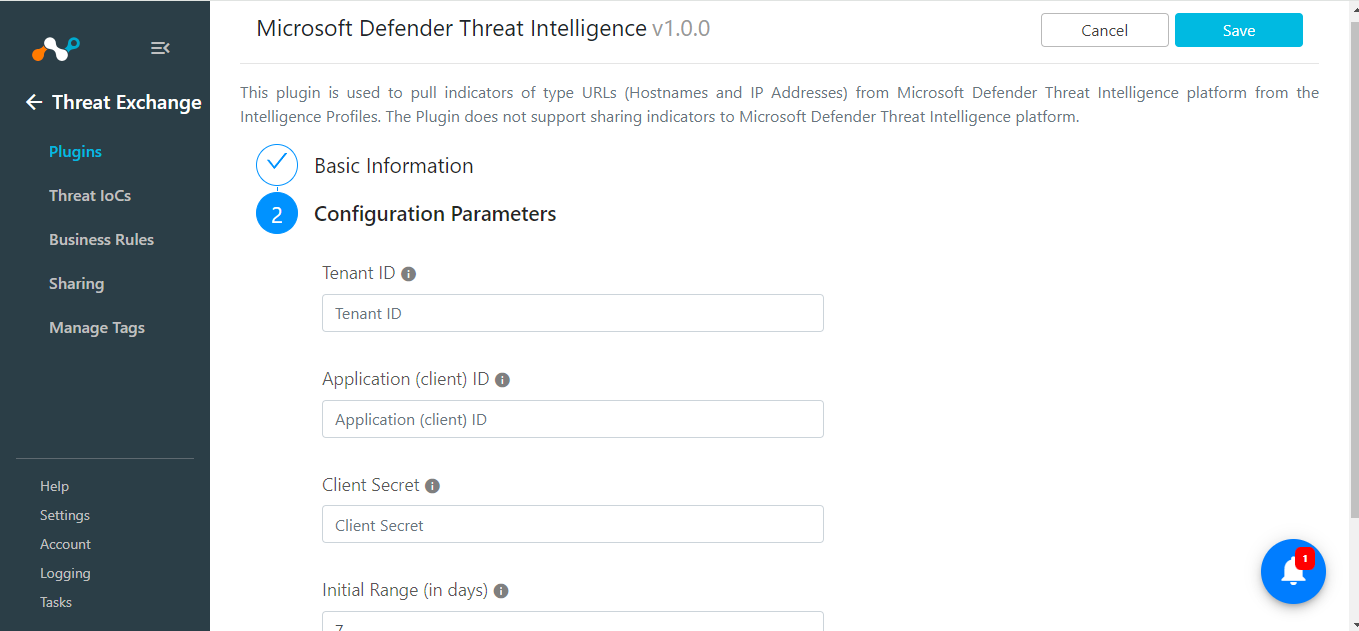 Microsoft Defender Threat Intelligence v1.0.0
Cancel
Save
Threat Exchange
Plugins
Threat IoCs
Business Rules
Sharing
Manage Tags
Help
Settings
Account
Logging
Tasks
This plugin is used to pull indicators of type URLs (Hostnames and IP Addresses) from Microsoft Defender Threat Intelligence platform from the
Intelligence Profiles. The Plugin does not support sharing indicators to Microsoft Defender Threat Intelligence platform.
Basic Information
2 Configuration Parameters
Tenant ID
Tenant ID
Application (client) ID
Application (client) ID
Client Secret
Client Secret
Initial Range (in days)
7
1